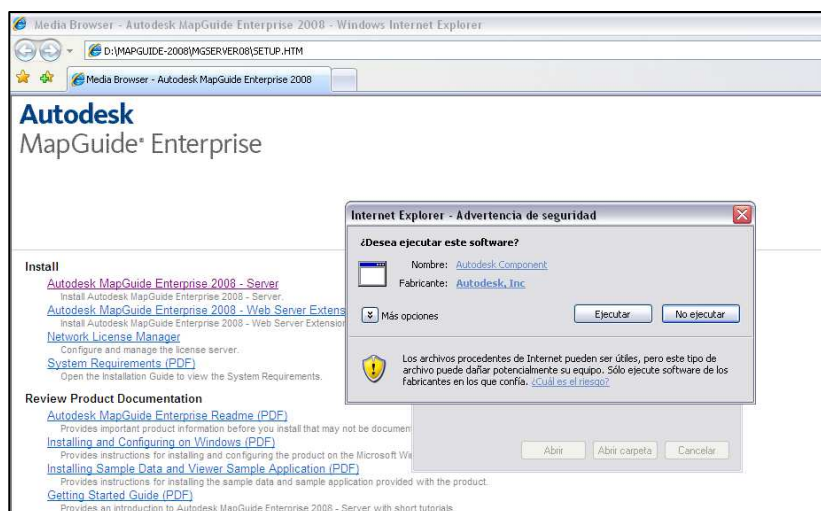 Media Browser - Autodesk MapGuide Enterprise 2008 - Windows Internet Explorer
D:\MAPGUIDE-2008\MGSERVER08\SETUP.HTM
Media Browser - Autodesk MapGuide Enterprise 2008
Autodesk
MapGuide® Enterprise
Install
Autodesk MapGuide Enterprise 2008 - Server
Install Autodesk MapGuide Enterprise 2008 - Server.
Autodesk MapGuide Enterprise 2008 - Web Server Extens
Install Autodesk MapGuide Enterprise 2008 - Web Server Extension
Network License Manager
Configure and manage the license server.
System Requirements (PDF)
Open the Installation Guide to view the System Requirements.
Review Product Documentation
Autodesk MapGuide Enterprise Readme (PDF)
Provides important product information before you install that may not be documen
Installing and Configuring on Windows (PDF)
Provides instructions for installing and configuring the product on the Microsoft Wi
Installing Sample Data and Viewer Sample Application (PDF)
Provides instructions for installing the sample data and sample application provided with the product.
Getting Started Guide (PDF)
Provides an introduction to Autodesk MapGuide Enterprise 2008 - Server with short tutorials
Internet Explorer - Advertencia de seguridad
¿Desea ejecutar este software?
Nombre: Autodesk Component
Fabricante: Autodesk, Inc
Más opciones
Ejecutar
No ejecutar
Los archivos procedentes de Internet pueden ser útiles, pero este tipo de
archivo puede dañar potencialmente su equipo. Sólo ejecute software de los
fabricantes en los que confía. ¿Cuál es el riesgo?
Abrir
Abrir carpeta
Cancelar